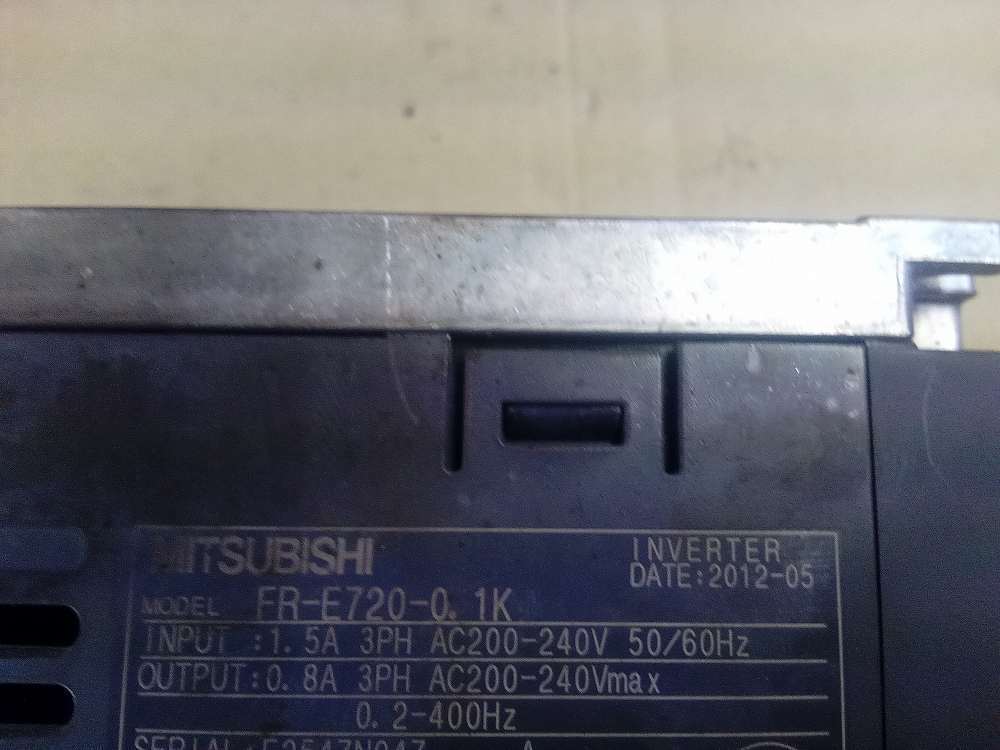 MITSUBISHI
INVERTER
DATE:2012-05
MODEL FR-E720-0.1K
INPUT :1.5A 3PH AC200-240V 50/60Hz
OUTPUT:0.8A 3PH AC200-240Vmax
0.2-400Hz
SERIAL: